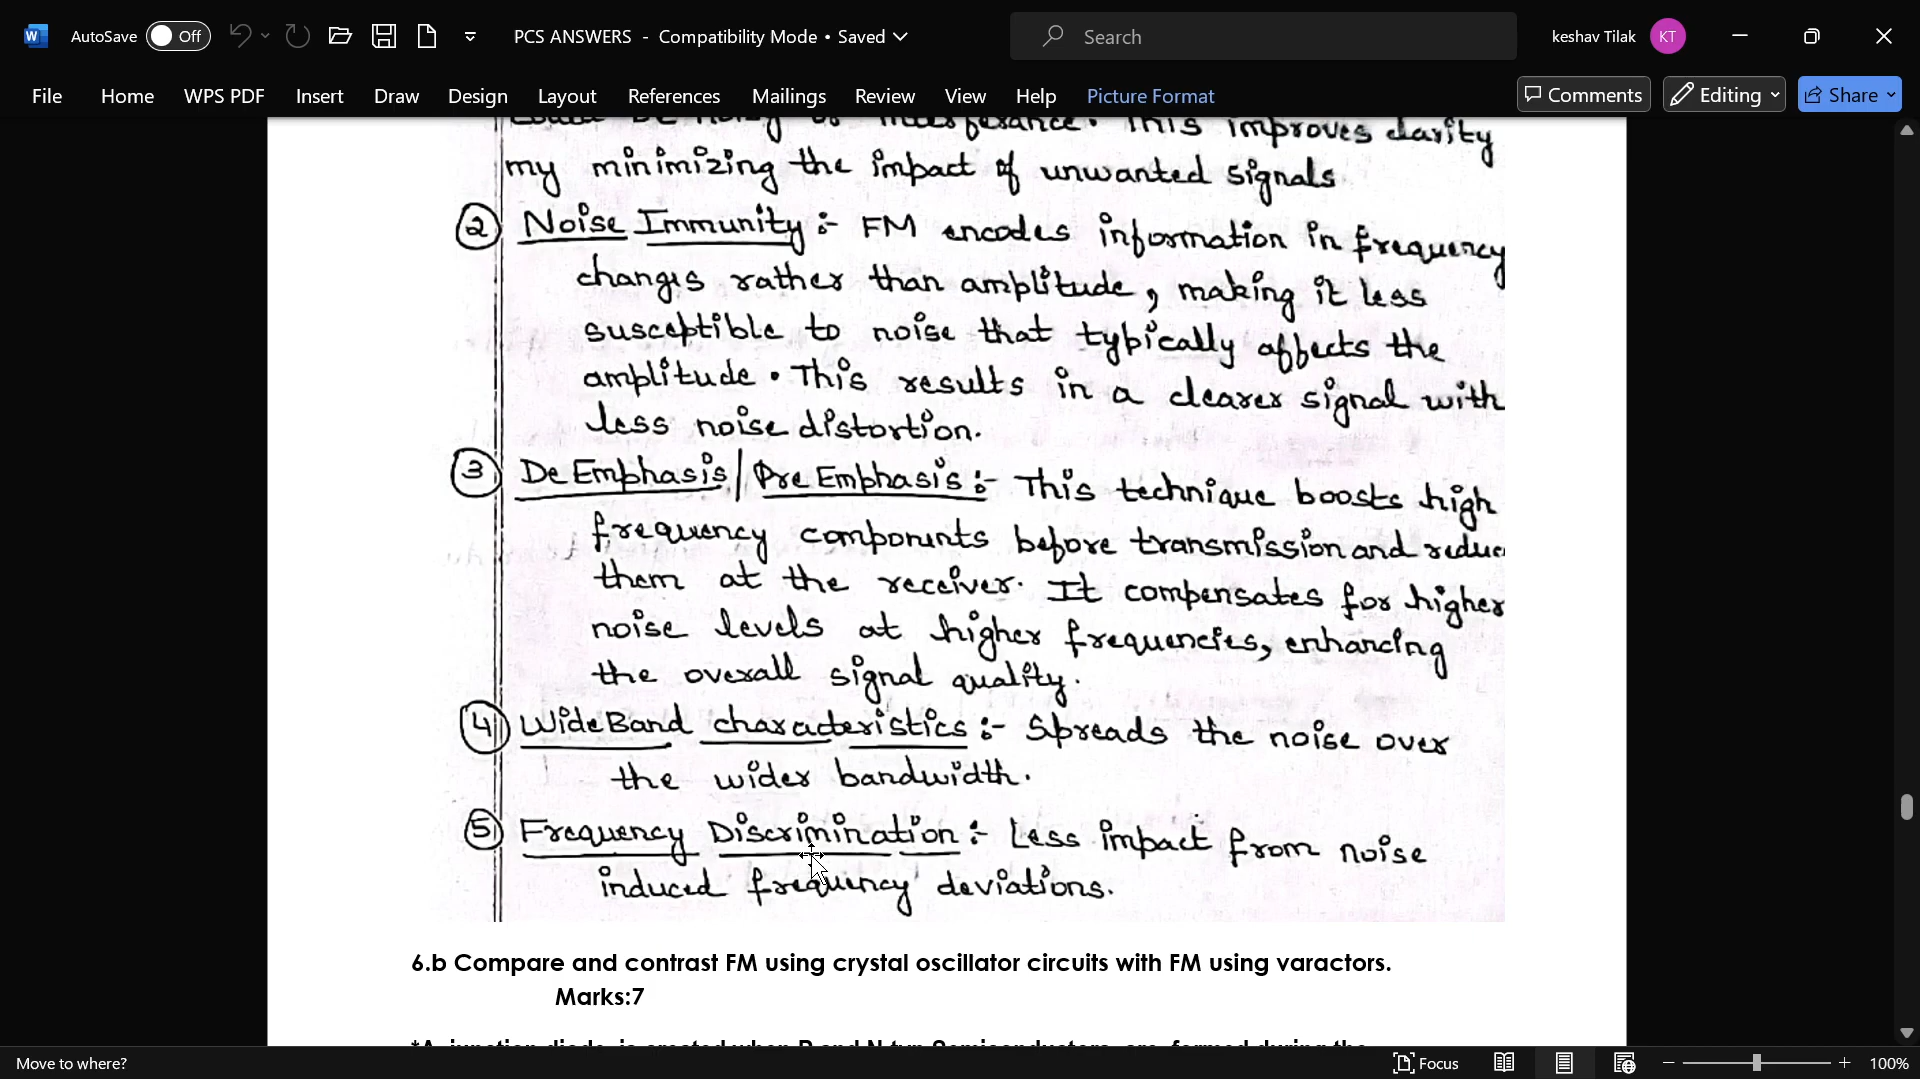 AutoSave Off PCS ANSWERS - Compatibility Mode • Saved Search keshav Tilak KT
File Home WPS PDF Insert Draw Design Layout References Mailings Review View Help Picture Format Comments Editing Share
This improves clarity
my minimizing the impact of unwanted signals
2 Noise Immunity :- FM encodes information in frequency
changes rather than amplitude, making it less
susceptible to noise that typically affects the
amplitude. This results in a clearer signal with
less noise distortion.
3 De Emphasis / Pre Emphasis :- This technique boosts high
frequency components before transmission and reduc
them at the receiver. It compensates for higher
noise levels at higher frequencies, enhancing
the overall signal quality.
4 WideBand characteristics :- Spreads the noise over
the wider bandwidth.
5 Frequency Discrimination :- Less impact from noise
induced frequency deviations.
6.b Compare and contrast FM using crystal oscillator circuits with FM using varactors.
Marks:7
Move to where? Focus 100%